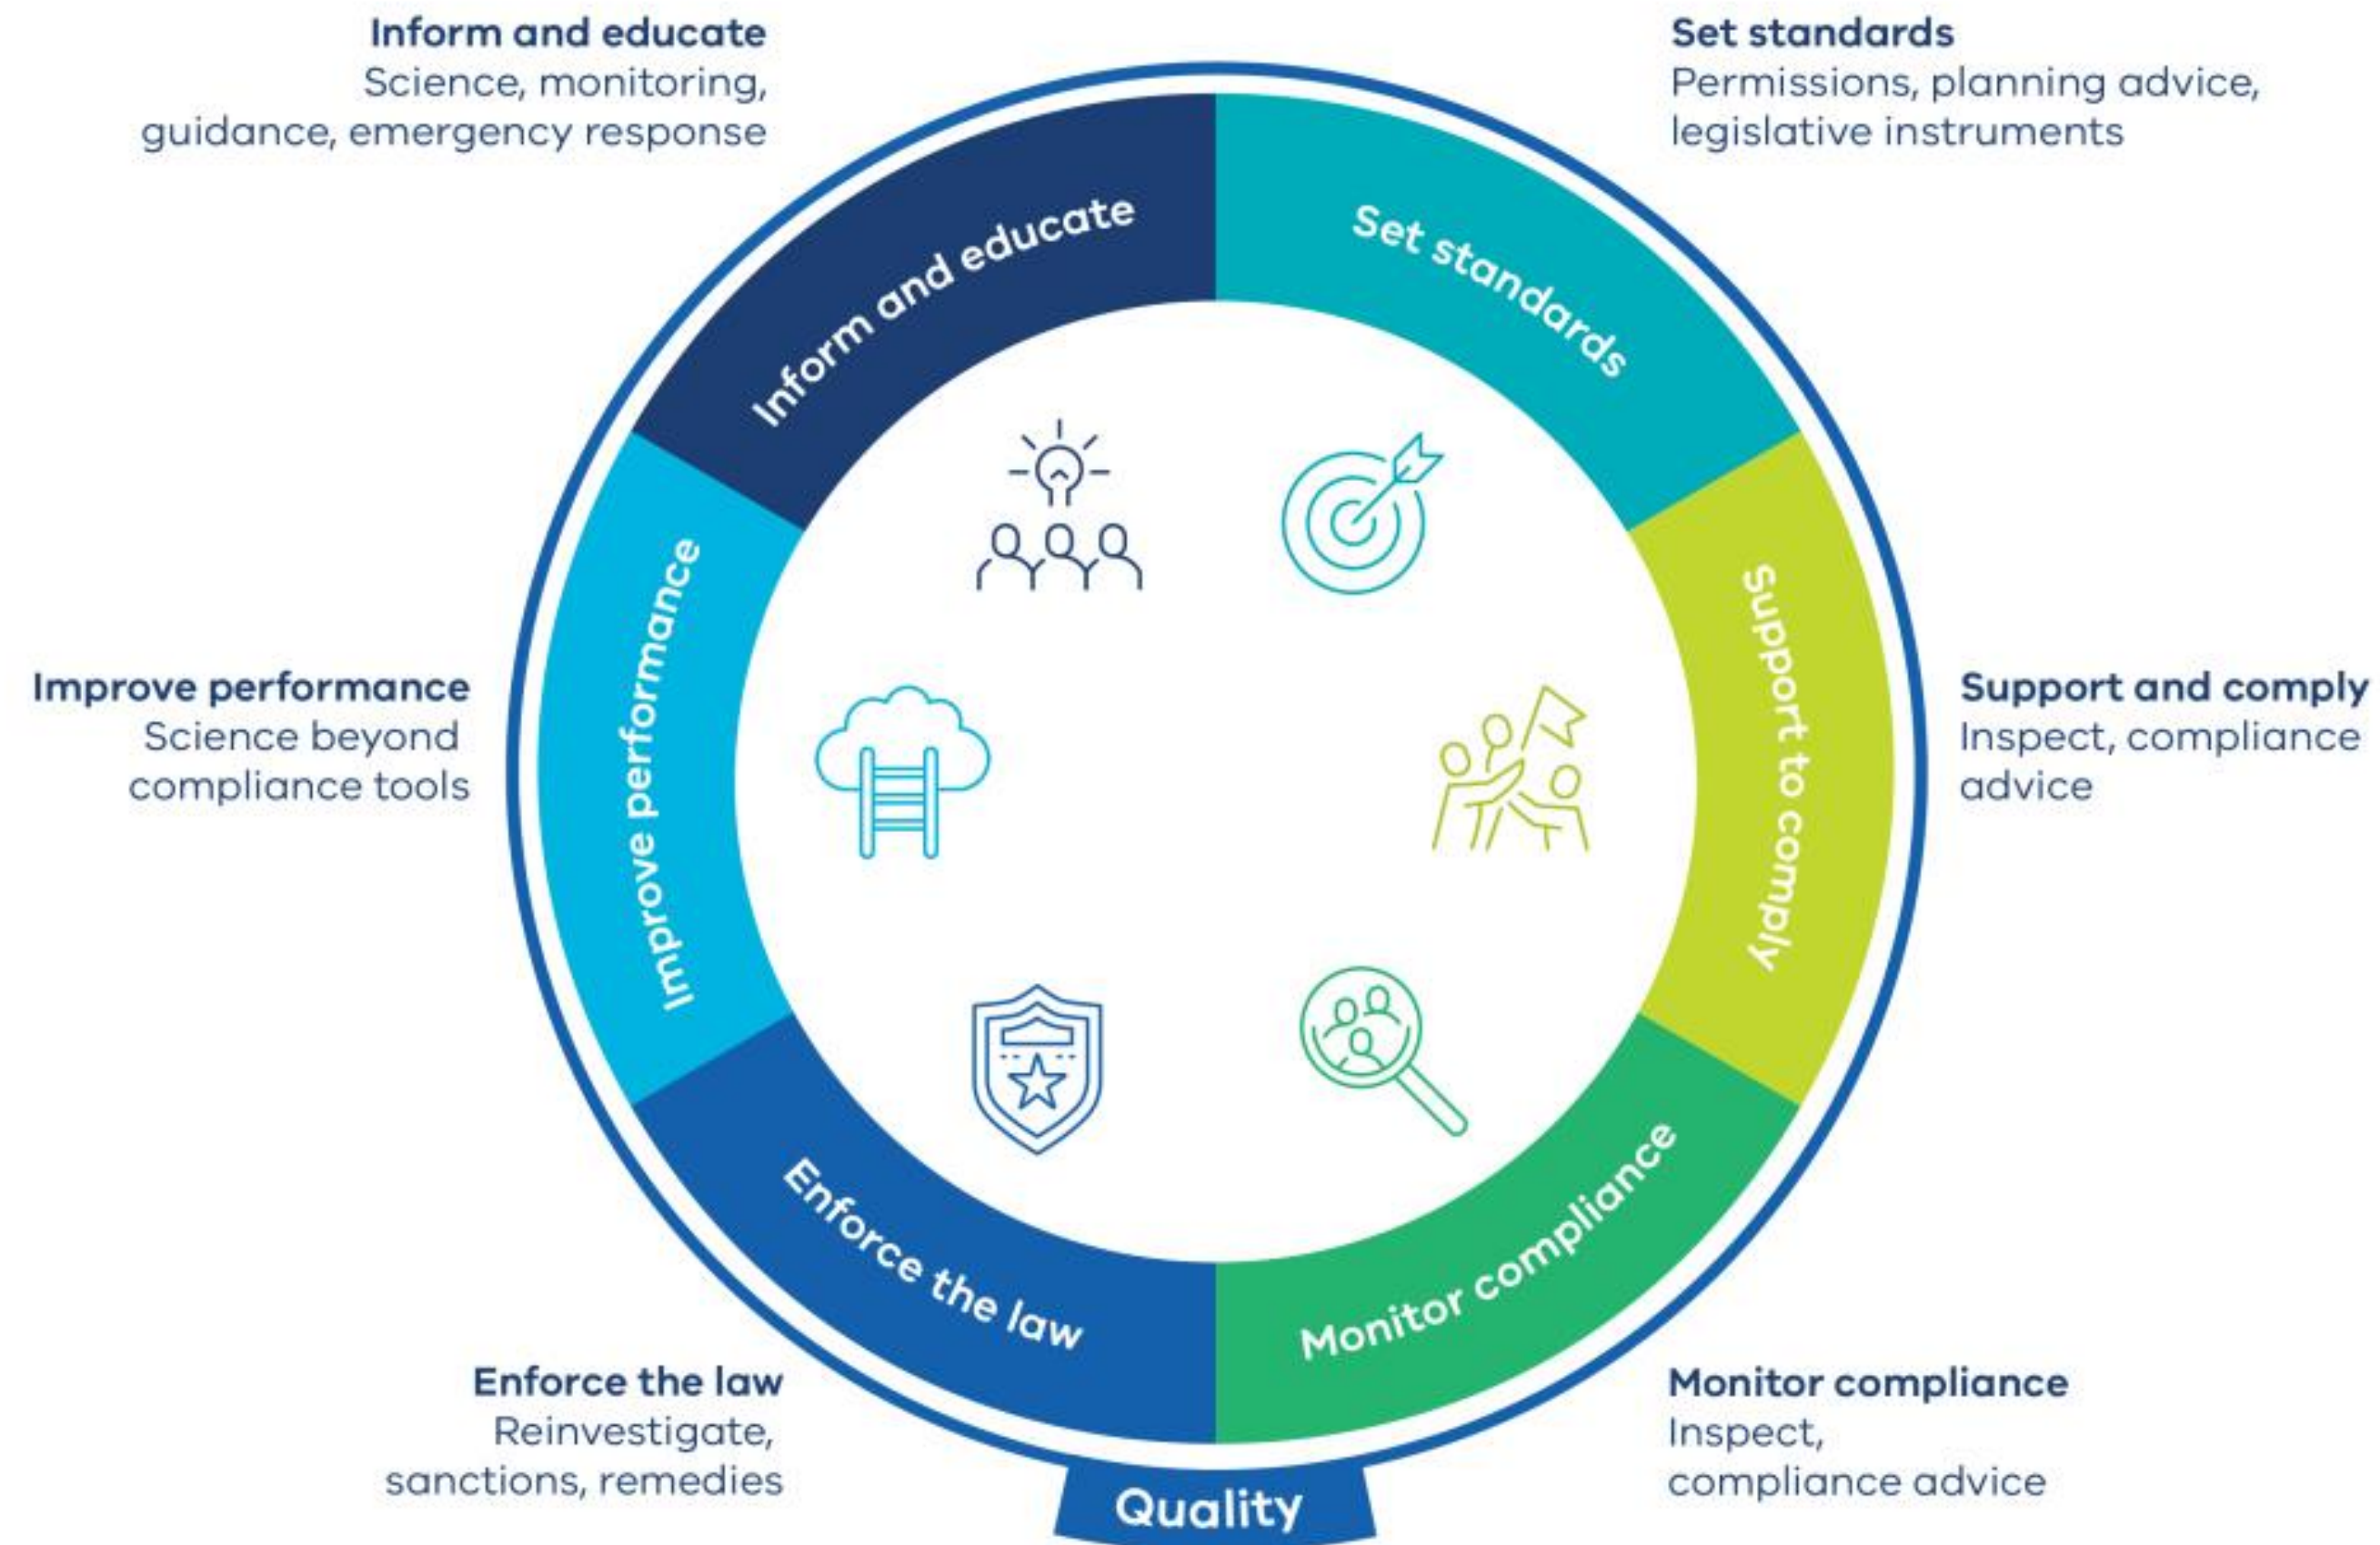 Inform and educate
Science, monitoring,
guidance, emergency response
Set standards
Permissions, planning advice,
legislative instruments
Inform and educate
Set standards
Improve performance
Support to comply
Improve performance
Science beyond
compliance tools
Support and comply
Inspect, compliance
advice
Enforce the law
Monitor compliance
Enforce the law
Reinvestigate,
sanctions, remedies
Monitor compliance
Inspect,
compliance advice
Quality